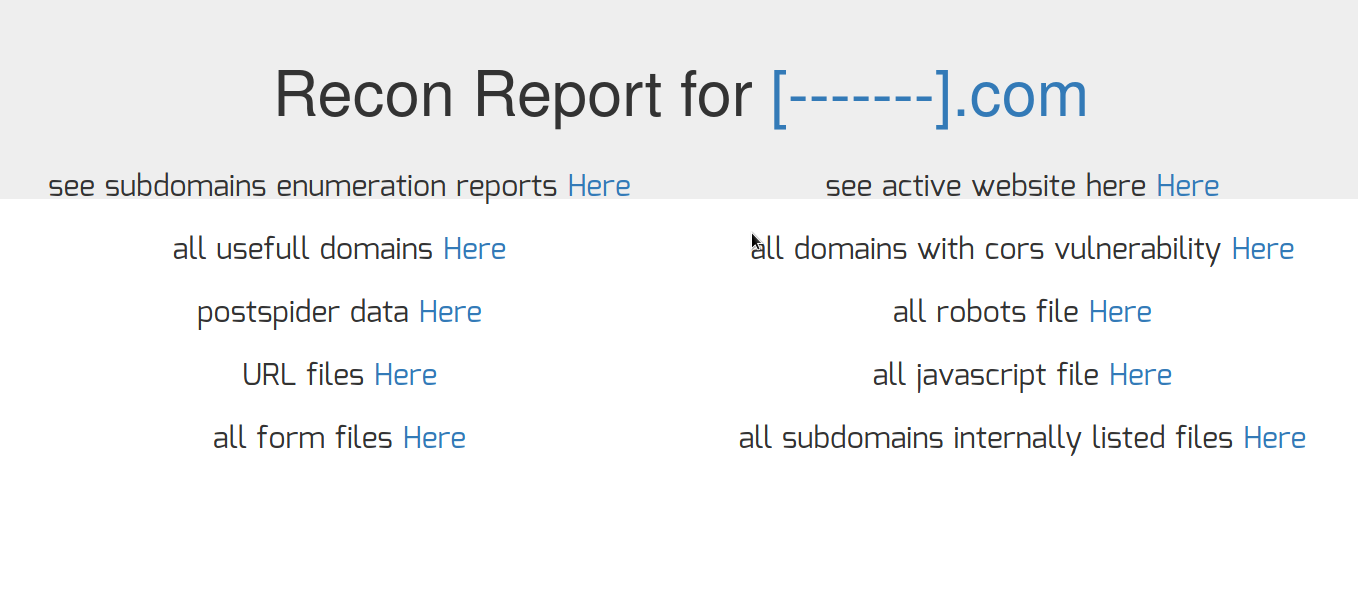 Recon Report for [-------].com
see subdomains enumeration reports Here
see active website here Here
all usefull domains Here
all domains with cors vulnerability Here
postspider data Here
all robots file Here
URL files Here
all javascript file Here
all form files Here
all subdomains internally listed files Here